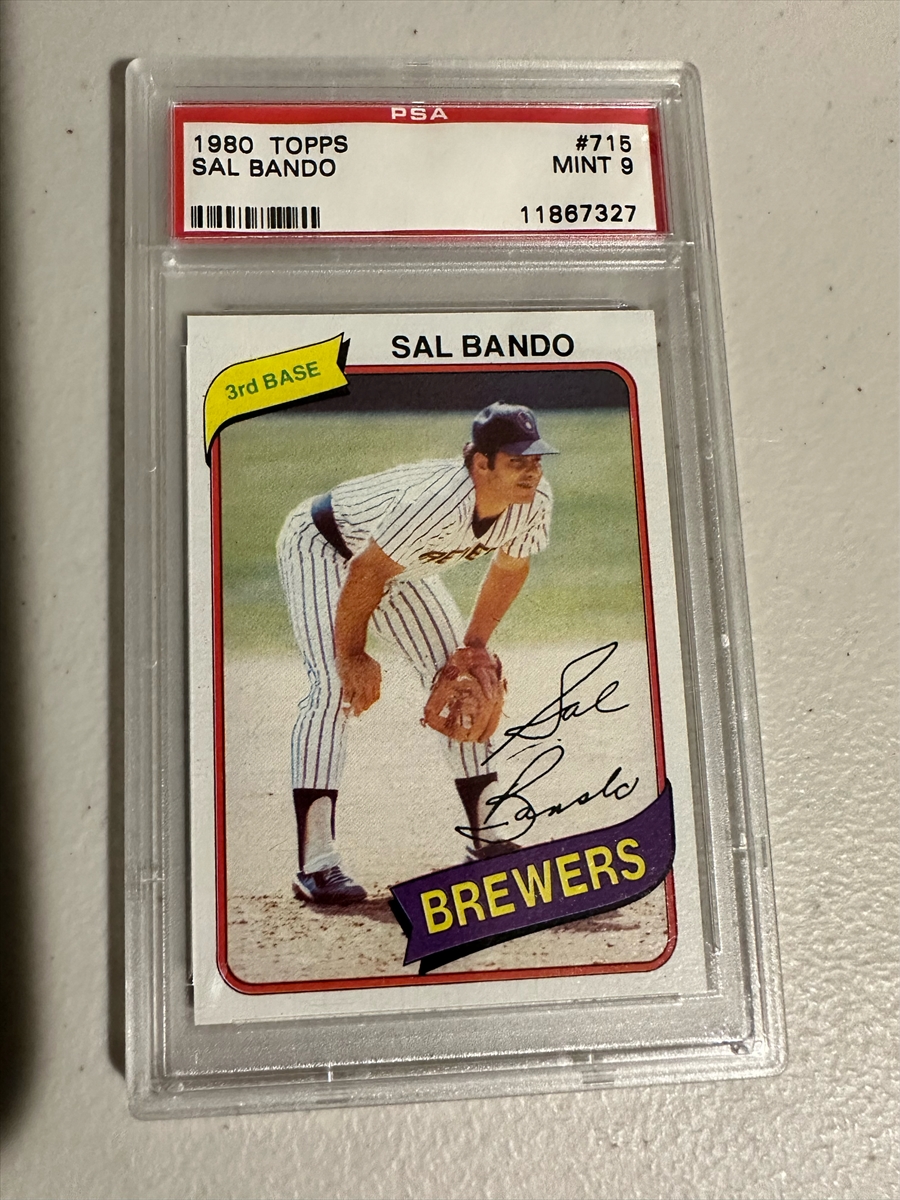 PSA
1980 TOPPS #715
SAL BANDO MINT 9
11867327
SAL BANDO
3rd BASE
Sal
Bando
BREWERS